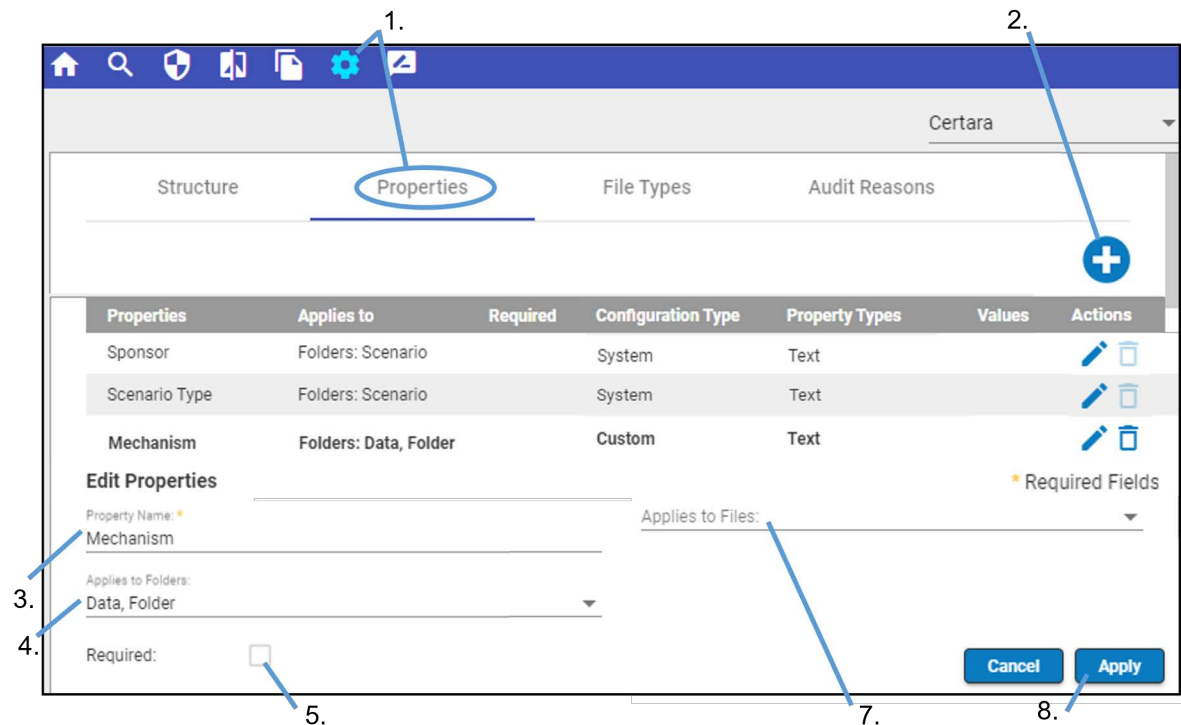 1.
2.
Certara
Structure Properties File Types Audit Reasons
Properties Applies to Required Configuration Type Property Types Values Actions
Sponsor Folders: Scenario System Text
Scenario Type Folders: Scenario System Text
Mechanism Folders: Data, Folder Custom Text
Edit Properties * Required Fields
Property Name: * Applies to Files:
Mechanism
3.
Applies to Folders:
Data, Folder
4.
Required: Cancel Apply
5.
7.
8.